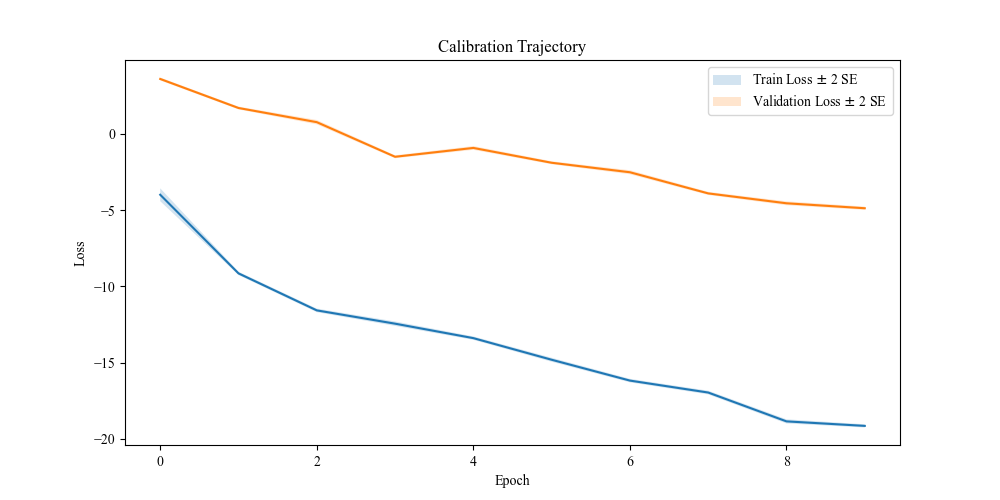 Calibration Trajectory
Train Loss ± 2 SE
Validation Loss ± 2 SE
Loss
0
−5
−10
−15
−20
0 2 4 6 8
Epoch